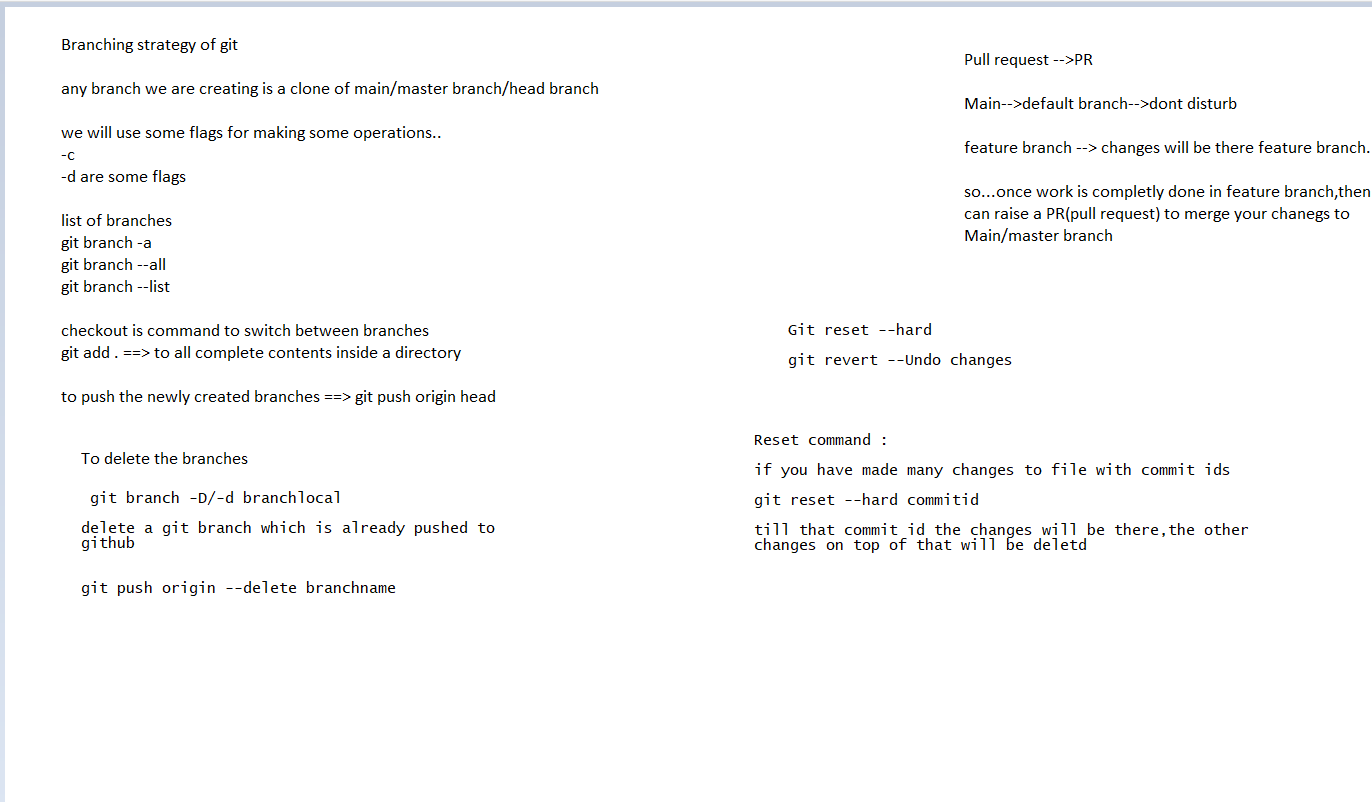 Branching strategy of git
any branch we are creating is a clone of main/master branch/head branch
we will use some flags for making some operations..
-c
-d are some flags
list of branches
git branch -a
git branch --all
git branch --list
checkout is command to switch between branches
git add . ==> to all complete contents inside a directory
to push the newly created branches ==> git push origin head
To delete the branches
git branch -D/-d branchlocal
delete a git branch which is already pushed to
github
git push origin --delete branchname
Pull request -->PR
Main-->default branch-->dont disturb
feature branch --> changes will be there feature branch.
so...once work is completly done in feature branch,then
can raise a PR(pull request) to merge your chanegs to
Main/master branch
Git reset --hard
git revert --Undo changes
Reset command :
if you have made many changes to file with commit ids
git reset --hard commitid
till that commit id the changes will be there,the other
changes on top of that will be deletd